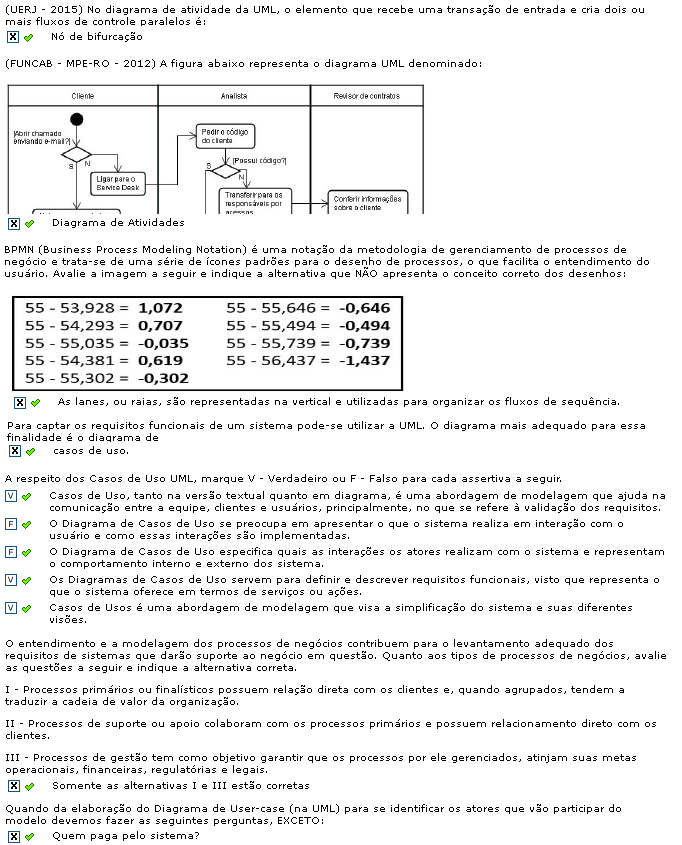 (UERJ - 2015) No diagrama de atividade da UML, o elemento que recebe uma transação de entrada e cria dois ou
mais fluxos de controle paralelos é:
X Nó de bifurcação
(FUNCAB - MPE-RO - 2012) A figura abaixo representa o diagrama UML denominado:
Cliente Analista Revisor de contratos
[Abrir chamado
enviando e-mail?]
S N
Ligar para o
Service Desk
Pedir o código
do cliente
S [Possui código?]
N
Transferir para os
responsáveis por
acessos
Conferir informações
sobre o cliente
X Diagrama de Atividades
BPMN (Business Process Modeling Notation) é uma notação da metodologia de gerenciamento de processos de
negócio e trata-se de uma série de ícones padrões para o desenho de processos, o que facilita o entendimento do
usuário. Avalie a imagem a seguir e indique a alternativa que NÃO apresenta o conceito correto dos desenhos:
55 - 53,928 = 1,072 55 - 55,646 = -0,646
55 - 54,293 = 0,707 55 - 55,494 = -0,494
55 - 55,035 = -0,035 55 - 55,739 = -0,739
55 - 54,381 = 0,619 55 - 56,437 = -1,437
55 - 55,302 = -0,302
X As lanes, ou raias, são representadas na vertical e utilizadas para organizar os fluxos de sequência.
Para captar os requisitos funcionais de um sistema pode-se utilizar a UML. O diagrama mais adequado para essa
finalidade é o diagrama de
X casos de uso.
A respeito dos Casos de Uso UML, marque V - Verdadeiro ou F - Falso para cada assertiva a seguir.
V Casos de Uso, tanto na versão textual quanto em diagrama, é uma abordagem de modelagem que ajuda na
comunicação entre a equipe, clientes e usuários, principalmente, no que se refere à validação dos requisitos.
F O Diagrama de Casos de Uso se preocupa em apresentar o que o sistema realiza em interação com o
usuário e como essas interações são implementadas.
F O Diagrama de Casos de Uso especifica quais as interações os atores realizam com o sistema e representam
o comportamento interno e externo dos sistema.
V Os Diagramas de Casos de Uso servem para definir e descrever requisitos funcionais, visto que representa o
que o sistema oferece em termos de serviços ou ações.
V Casos de Usos é uma abordagem de modelagem que visa a simplificação do sistema e suas diferentes
visões.
O entendimento e a modelagem dos processos de negócios contribuem para o levantamento adequado dos
requisitos de sistemas que darão suporte ao negócio em questão. Quanto aos tipos de processos de negócios, avalie
as questões a seguir e indique a alternativa correta.
I - Processos primários ou finalísticos possuem relação direta com os clientes e, quando agrupados, tendem a
traduzir a cadeia de valor da organização.
II - Processos de suporte ou apoio colaboram com os processos primários e possuem relacionamento direto com os
clientes.
III - Processos de gestão tem como objetivo garantir que os processos por ele gerenciados, atinjam suas metas
operacionais, financeiras, regulatórias e legais.
X Somente as alternativas I e III estão corretas
Quando da elaboração do Diagrama de User-case (na UML) para se identificar os atores que vão participar do
modelo devemos fazer as seguintes perguntas, EXCETO:
X Quem paga pelo sistema?